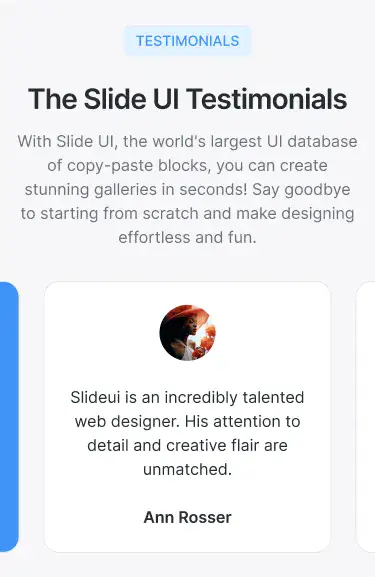 TESTIMONIALS
The Slide UI Testimonials
With Slide UI, the world's largest UI database
of copy-paste blocks, you can create
stunning galleries in seconds! Say goodbye
to starting from scratch and make designing
effortless and fun.
Slideui is an incredibly talented
web designer. His attention to
detail and creative flair are
unmatched.
Ann Rosser